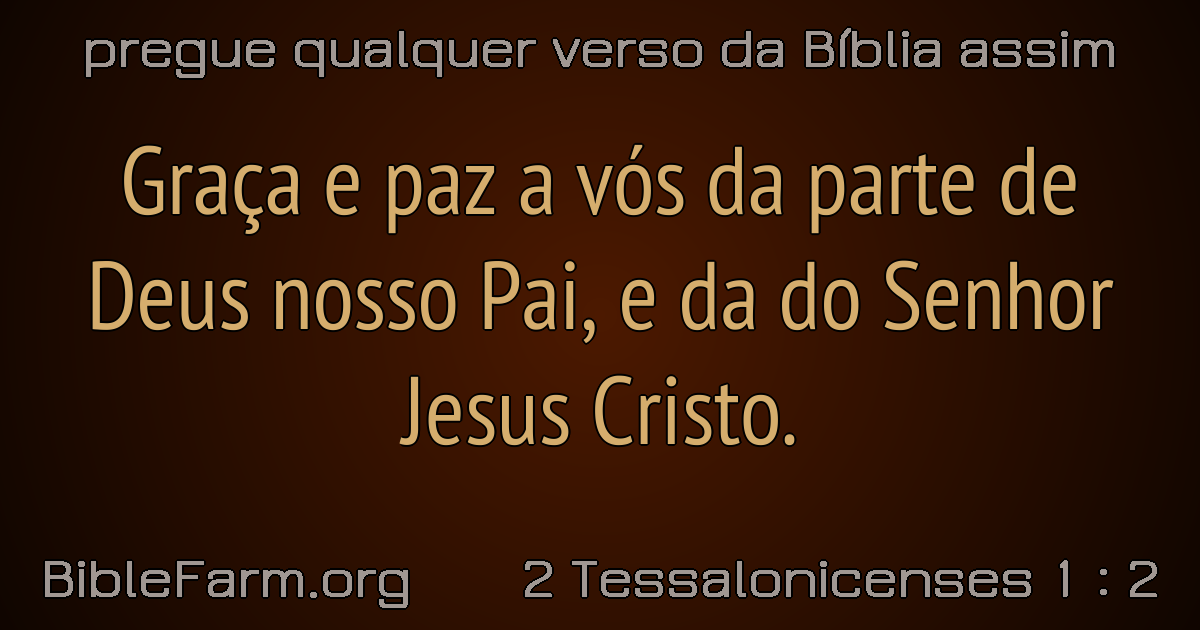 pregue qualquer verso da Bíblia assim
Graça e paz a vós da parte de
Deus nosso Pai, e da do Senhor
Jesus Cristo.
BibleFarm.org
2 Tessalonicenses 1 : 2